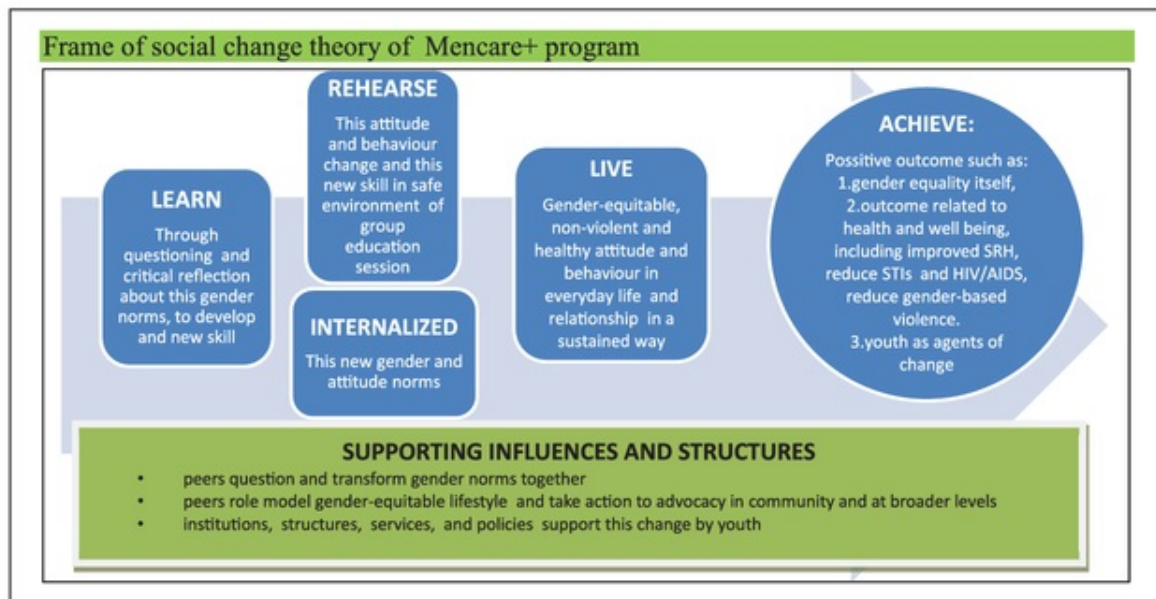 Frame of social change theory of Mencare+ program
LEARN
Through
questioning and
critical reflection
about this gender
norms, to develop
and new skill
REHEARSE
This attitude
and behaviour
change and this
new skill in safe
environment of
group
education
session
INTERNALIZED
This new gender and
attitude norms
LIVE
Gender-equitable,
non-violent and
healthy attitude and
behaviour in
everyday life and
relationship in a
sustained way
ACHIEVE:
Possitive outcome such as:
1.gender equality itself,
2.outcome related to
health and well being,
including improved SRH,
reduce STIs and HIV/AIDS,
reduce gender-based
violence.
3.youth as agents of
change
SUPPORTING INFLUENCES AND STRUCTURES
• peers question and transform gender norms together
• peers role model gender-equitable lifestyle and take action to advocacy in community and at broader levels
• institutions, structures, services, and policies support this change by youth